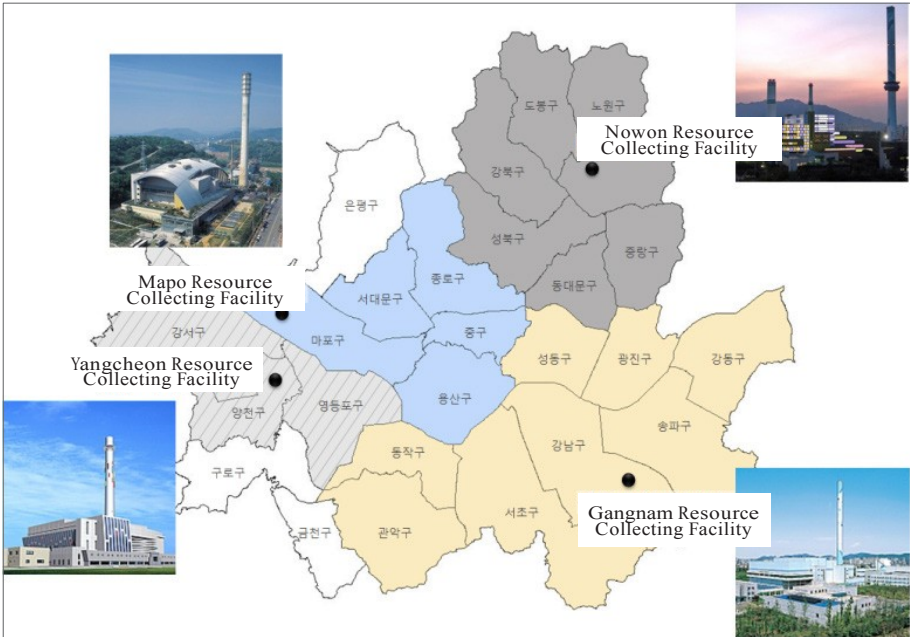 도봉구
노원구
Nowon Resource
Collecting Facility
강북구
은평구
성북구
중랑구
종로구
동대문구
Mapo Resource
Collecting Facility
서대문구
강서구
마포구
중구
성동구
광진구
강동구
Yangcheon Resource
Collecting Facility
양천구
영등포구
용산구
송파구
동작구
강남구
구로구
Gangnam Resource
Collecting Facility
서조구
금천구
관악구